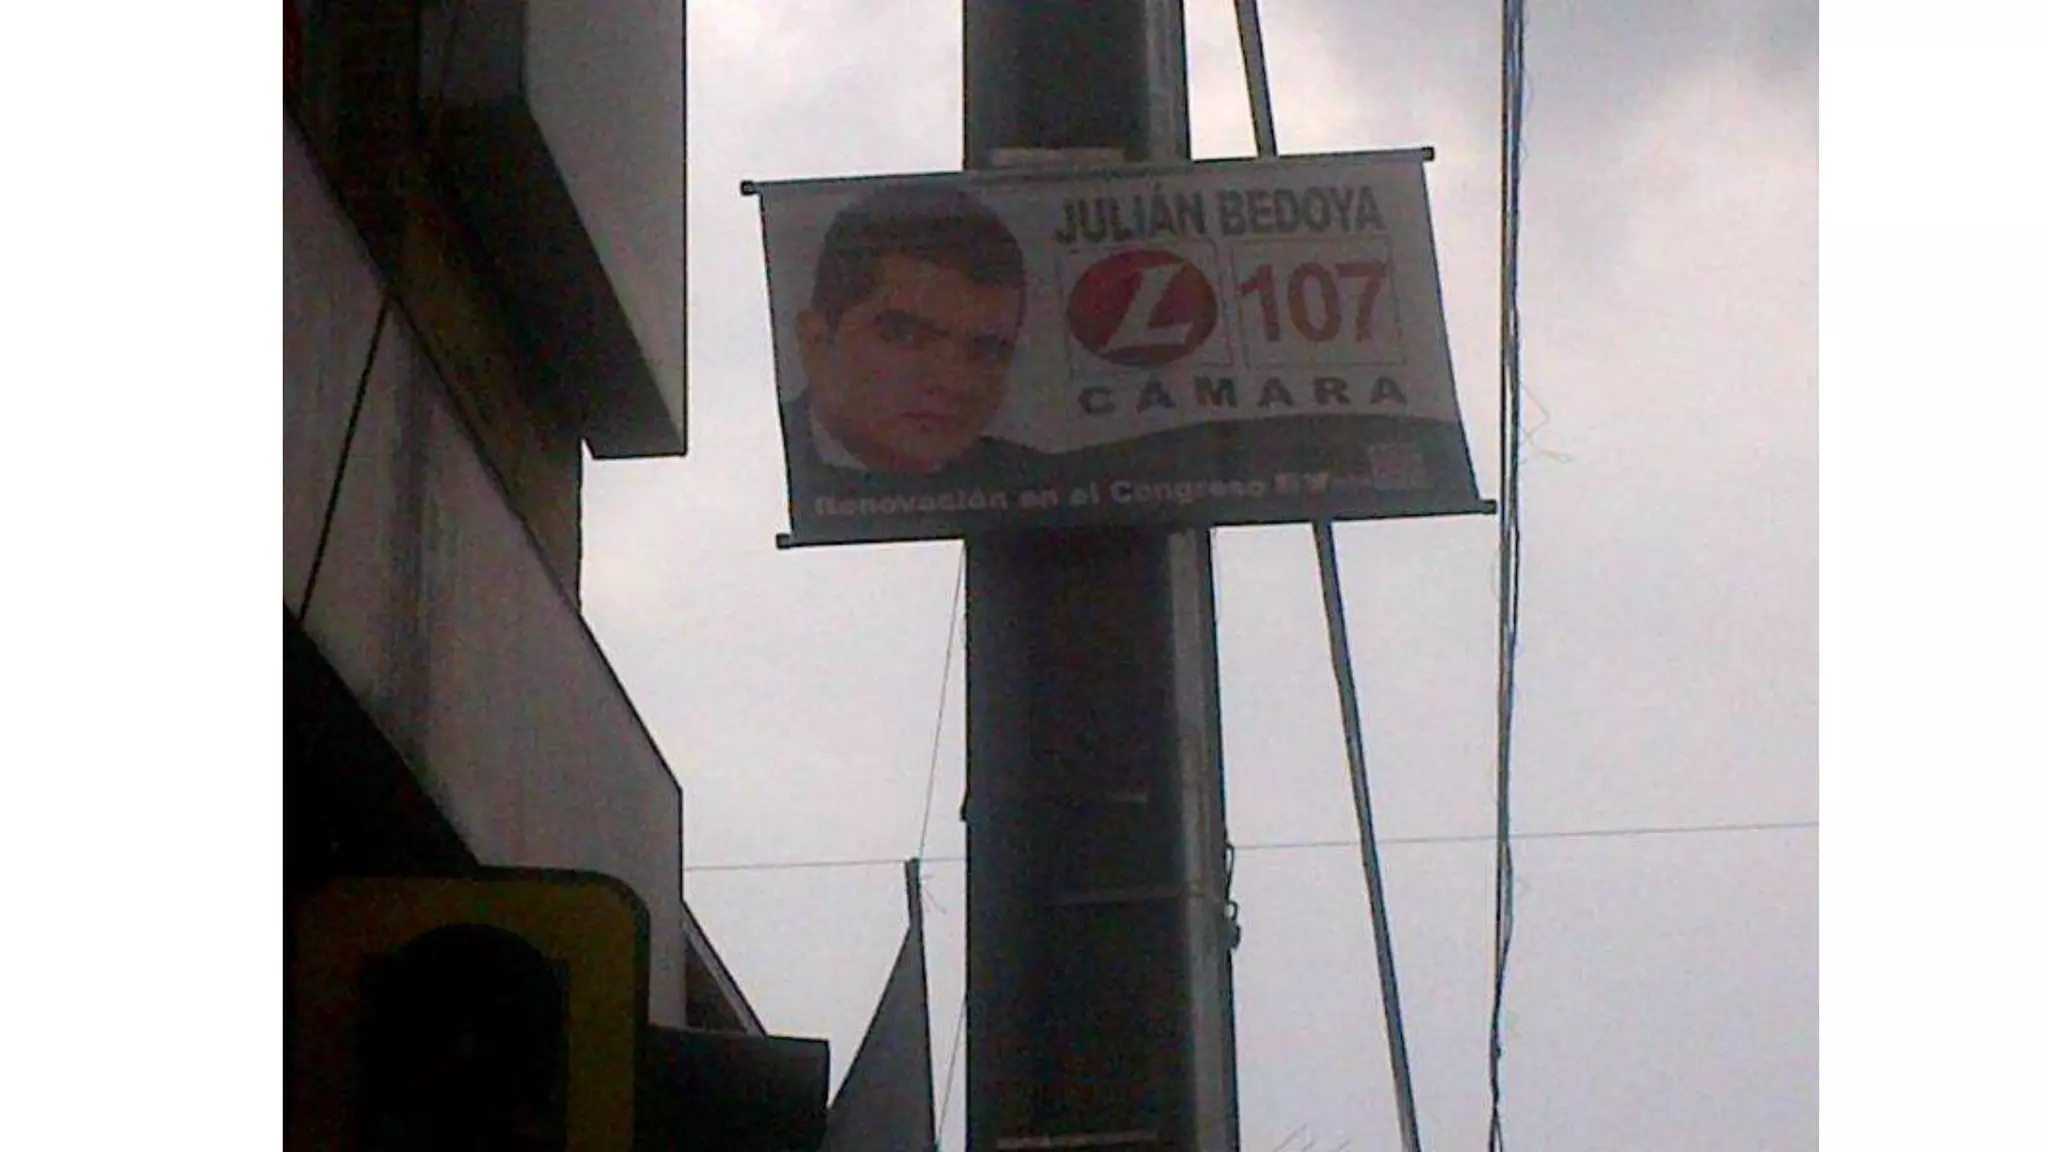 JULIÁN BEDOYA
L 107
CÁMARA
Renovación en el Congreso